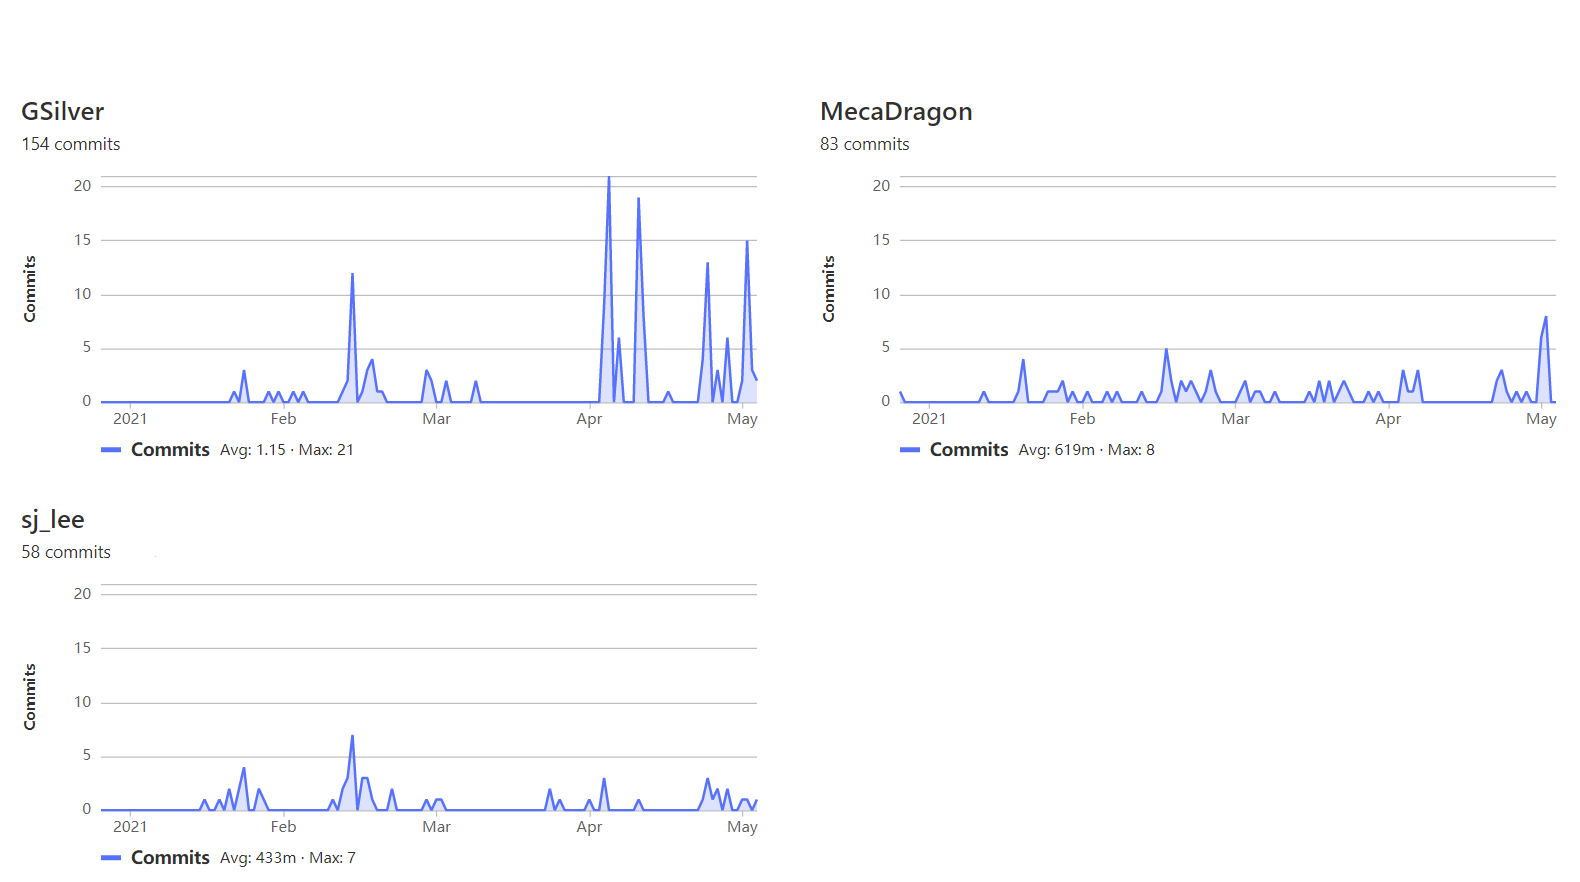 GSilver
154 commits
20
15
10
5
0
Commits
2021 Feb Mar Apr May
Commits Avg: 1.15 · Max: 21
MecaDragon
83 commits
20
15
10
5
0
Commits
2021 Feb Mar Apr May
Commits Avg: 619m · Max: 8
sj_lee
58 commits
20
15
10
5
0
Commits
2021 Feb Mar Apr May
Commits Avg: 433m · Max: 7